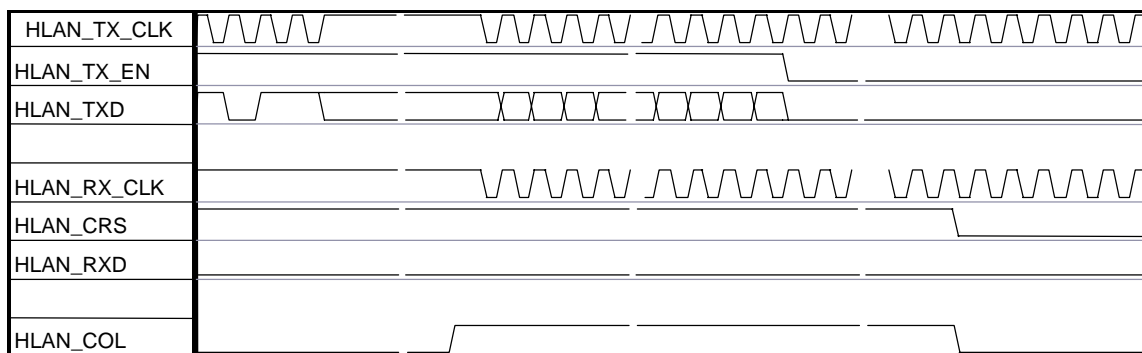 HLAN_TX_CLK
HLAN_TX_EN
HLAN_TXD
HLAN_RX_CLK
HLAN_CRS
HLAN_RXD
HLAN_COL